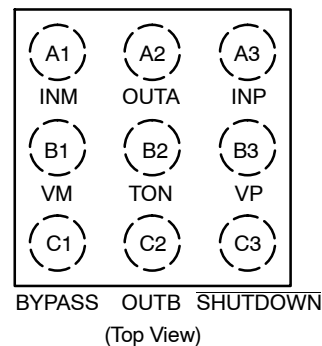 A1 A2 A3
INM OUTA INP
B1 B2 B3
VM TON VP
C1 C2 C3
BYPASS OUTB SHUTDOWN
(Top View)